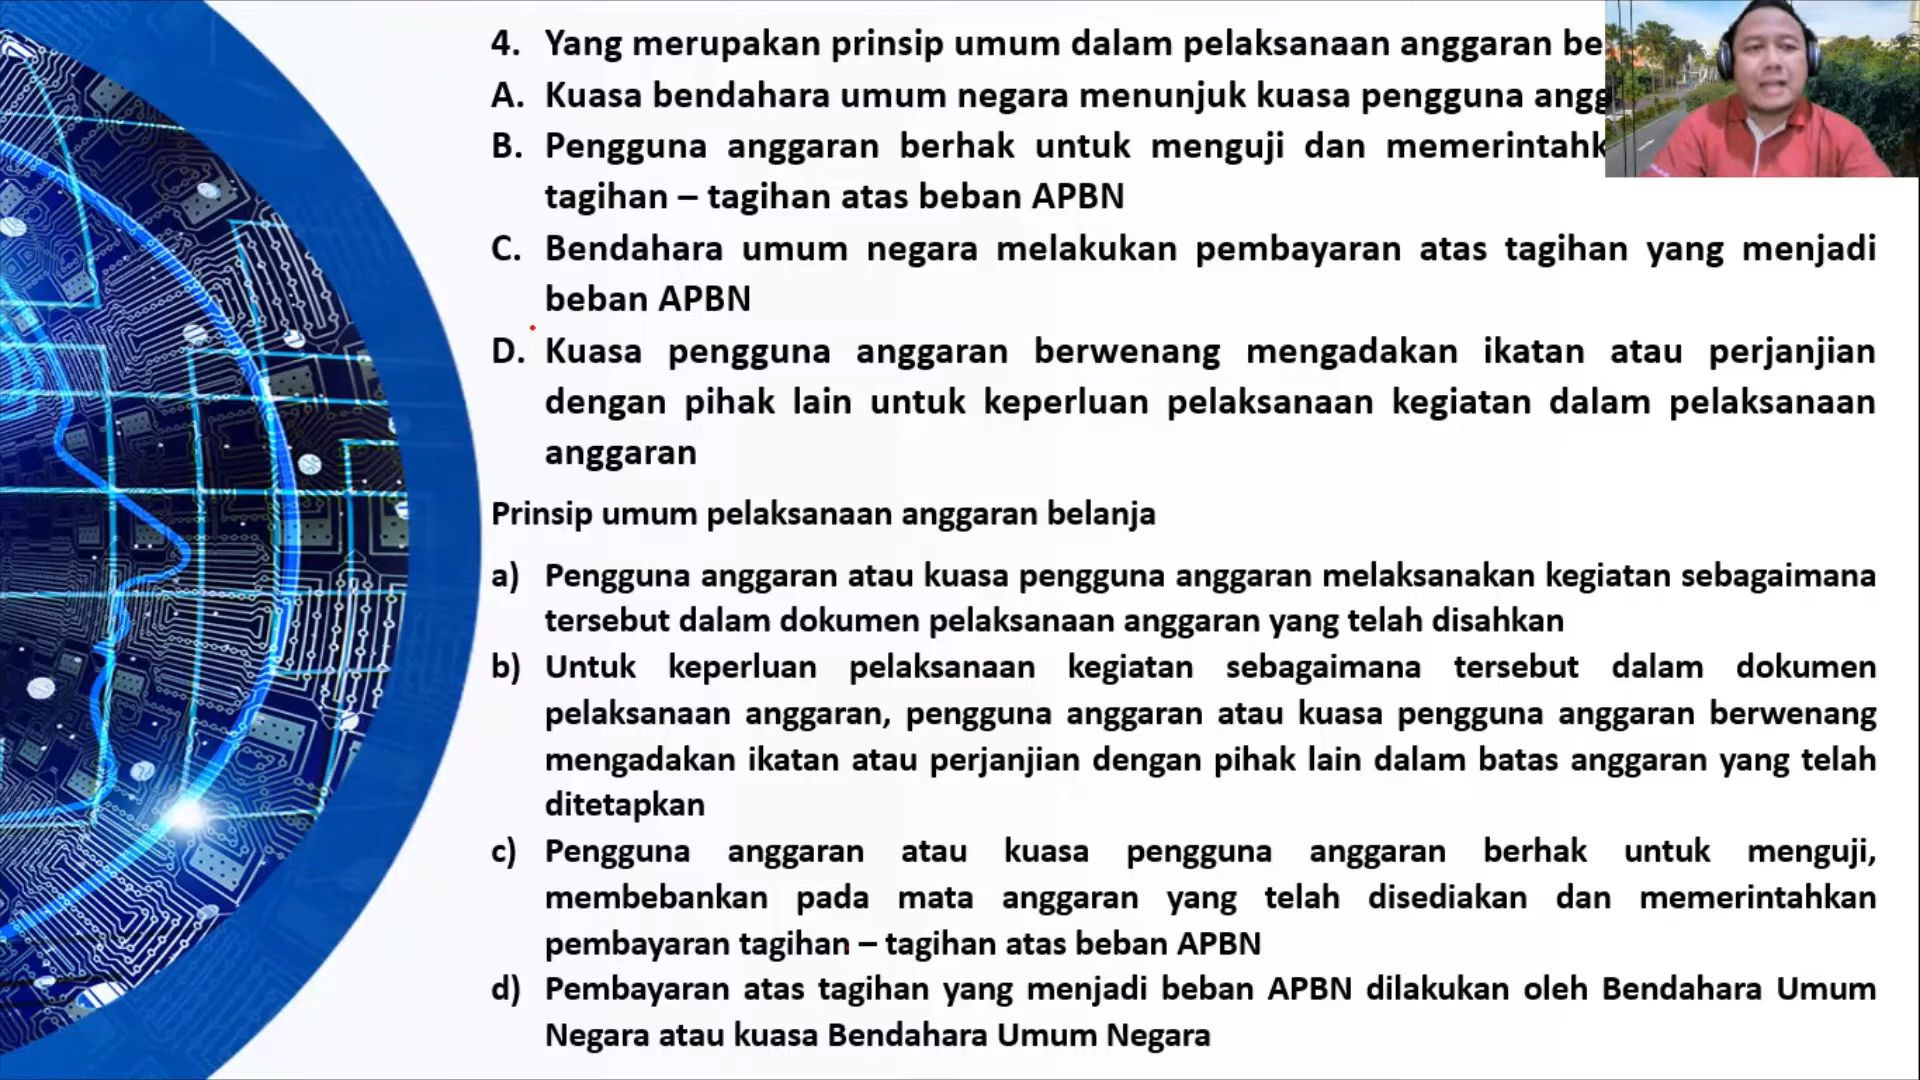 4. Yang merupakan prinsip umum dalam pelaksanaan anggaran
A. Kuasa bendahara umum negara menunjuk kuasa pengguna
B. Pengguna anggaran berhak untuk menguji dan
tagihan – tagihan atas beban APBN
C. Bendahara umum negara melakukan pembayaran atas tagihan yang menjadi
beban APBN
D. Kuasa pengguna anggaran berwenang mengadakan ikatan atau perjanjian
dengan pihak lain untuk keperluan pelaksanaan kegiatan dalam pelaksanaan
anggaran
Prinsip umum pelaksanaan anggaran belanja
a) Pengguna anggaran atau kuasa pengguna anggaran melaksanakan kegiatan sebagaimana
tersebut dalam dokumen pelaksanaan anggaran yang telah disahkan
b) Untuk keperluan pelaksanaan kegiatan sebagaimana tersebut dalam dokumen
pelaksanaan anggaran, pengguna anggaran atau kuasa pengguna anggaran berwenang
mengadakan ikatan atau perjanjian dengan pihak lain dalam batas anggaran yang telah
ditetapkan
c) Pengguna anggaran atau kuasa pengguna anggaran berhak untuk menguji,
membebankan pada mata anggaran yang telah disediakan dan memerintahkan
pembayaran tagihan – tagihan atas beban APBN
d) Pembayaran atas tagihan yang menjadi beban APBN dilakukan oleh Bendahara Umum
Negara atau kuasa Bendahara Umum Negara